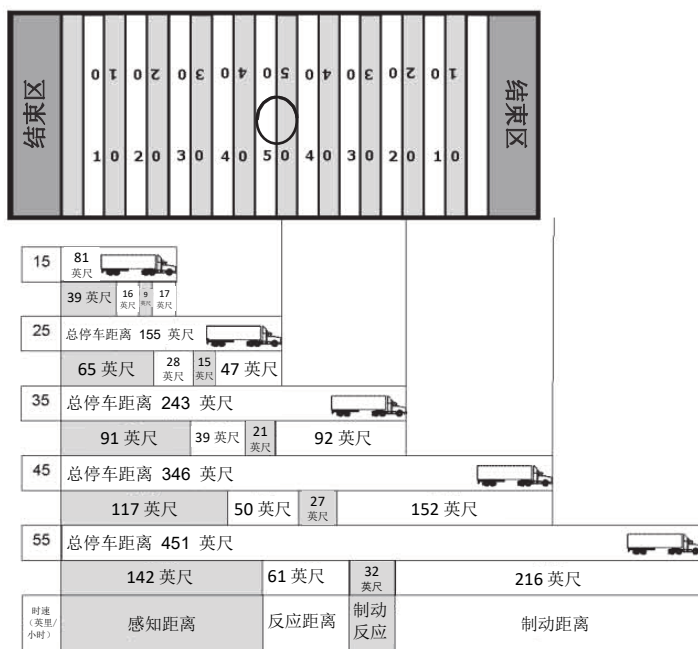 结束区
0 1 0 2 0 3 0 4 0 5 0 4 0 3 0 2 0 1
1 0 2 0 3 0 4 0 5 0 4 0 3 0 2 0 1 0
结束区
15
81
英尺
39 英尺
16
英尺
9
英尺
17
英尺
25
总停车距离 155 英尺
65 英尺
28
英尺
15
英尺
47 英尺
35
总停车距离 243 英尺
91 英尺
39 英尺
21
英尺
92 英尺
45
总停车距离 346 英尺
117 英尺
50 英尺
27
英尺
152 英尺
55
总停车距离 451 英尺
142 英尺
61 英尺
32
英尺
216 英尺
时速
（英里/
小时）
感知距离
反应距离
制动
反应
制动距离